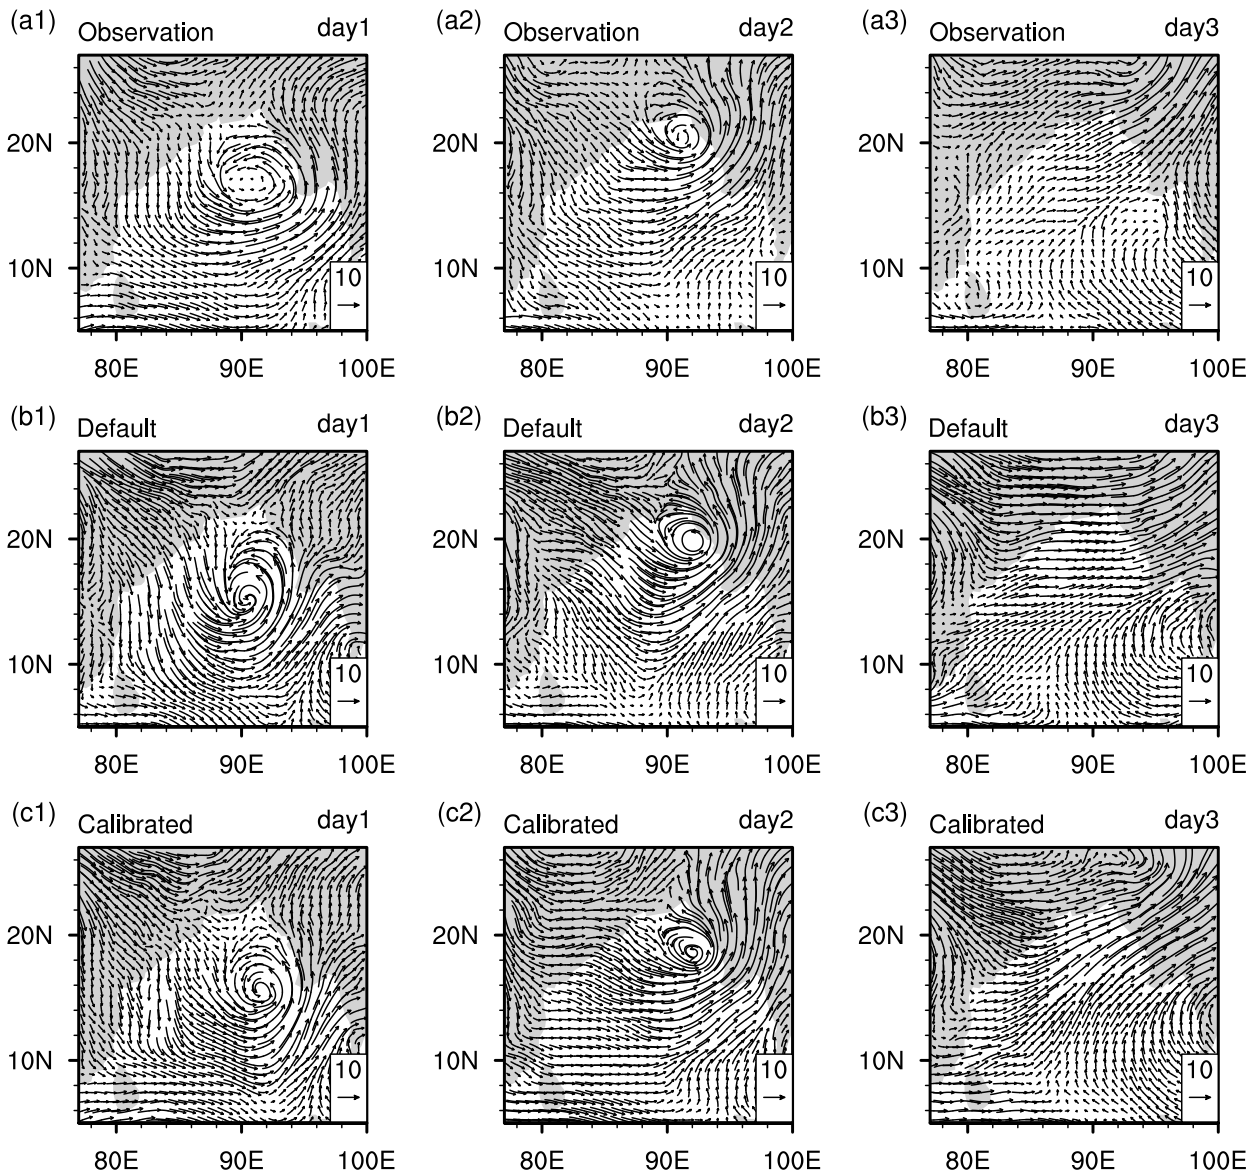 (a1) Observation day1
(a2) Observation day2
(a3) Observation day3
20N 20N 20N
10N 10N 10N
10 10 10
80E 90E 100E 80E 90E 100E 80E 90E 100E
(b1) Default day1
(b2) Default day2
(b3) Default day3
20N 20N 20N
10N 10N 10N
10 10 10
80E 90E 100E 80E 90E 100E 80E 90E 100E
(c1) Calibrated day1
(c2) Calibrated day2
(c3) Calibrated day3
20N 20N 20N
10N 10N 10N
10 10 10
80E 90E 100E 80E 90E 100E 80E 90E 100E